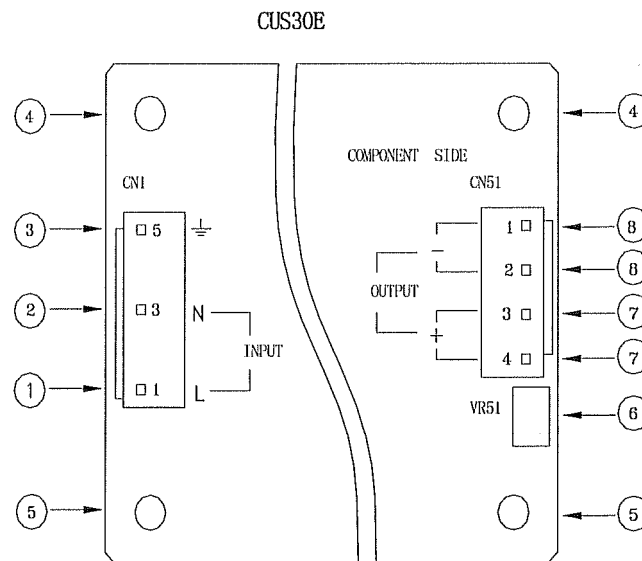 CUS30E
4 4
COMPONENT SIDE
CN1 CN51
3 5 1 8
− 2 8
2 3 N OUTPUT 3 7
INPUT +
1 1 L 4 7
VR51 6
5 5